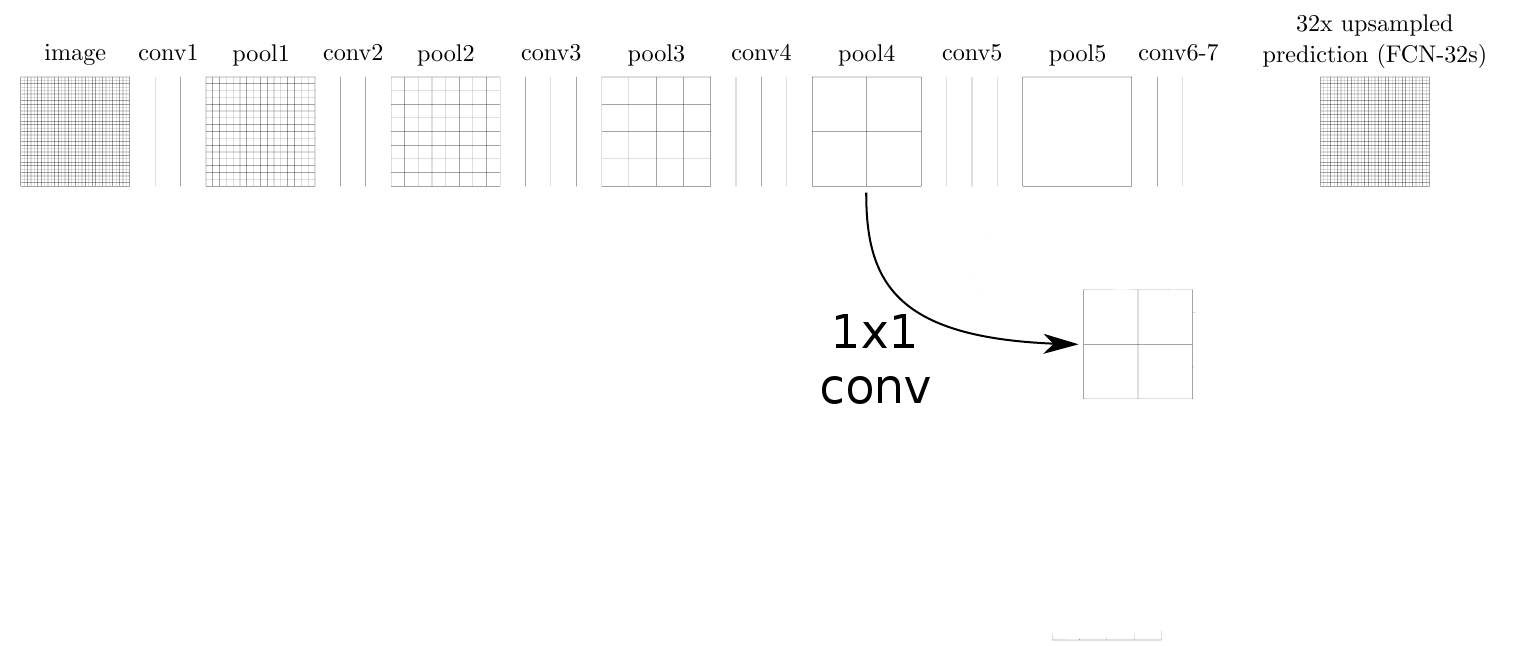 image
conv1
pool1
conv2
pool2
conv3
pool3
conv4
pool4
conv5
pool5
conv6-7
32x upsampled
prediction (FCN-32s)
1x1
conv